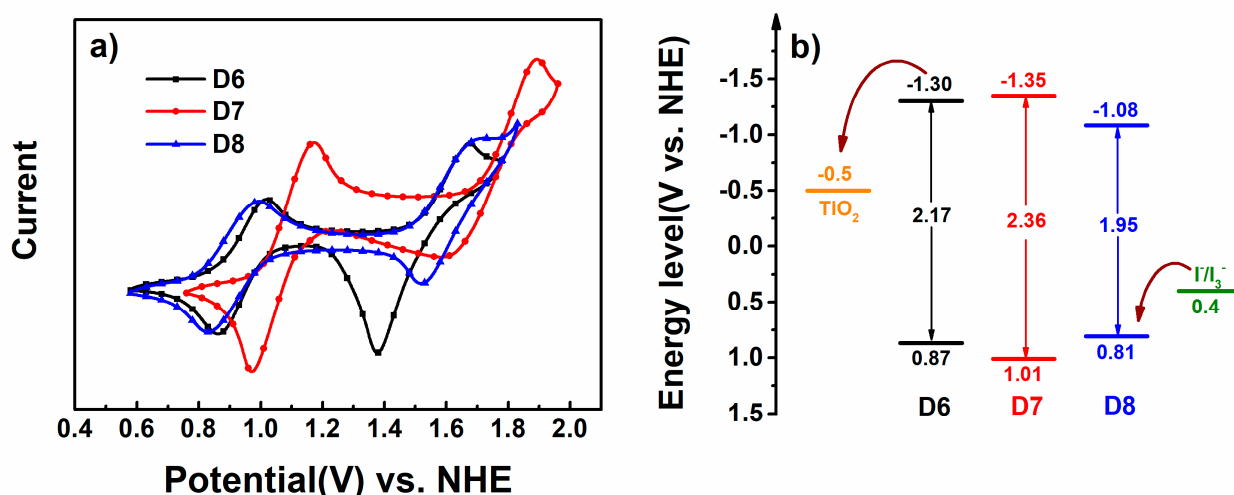 a)
D6
D7
D8
Current
0.4 0.6 0.8 1.0 1.2 1.4 1.6 1.8 2.0
Potential(V) vs. NHE
b)
Energy level(V vs. NHE)
-1.5
-1.0
-0.5
0.0
0.5
1.0
1.5
-0.5
TIO₂
-1.30
2.17
0.87
D6
-1.35
2.36
1.01
D7
-1.08
1.95
0.81
D8
I⁻/I₃⁻
0.4